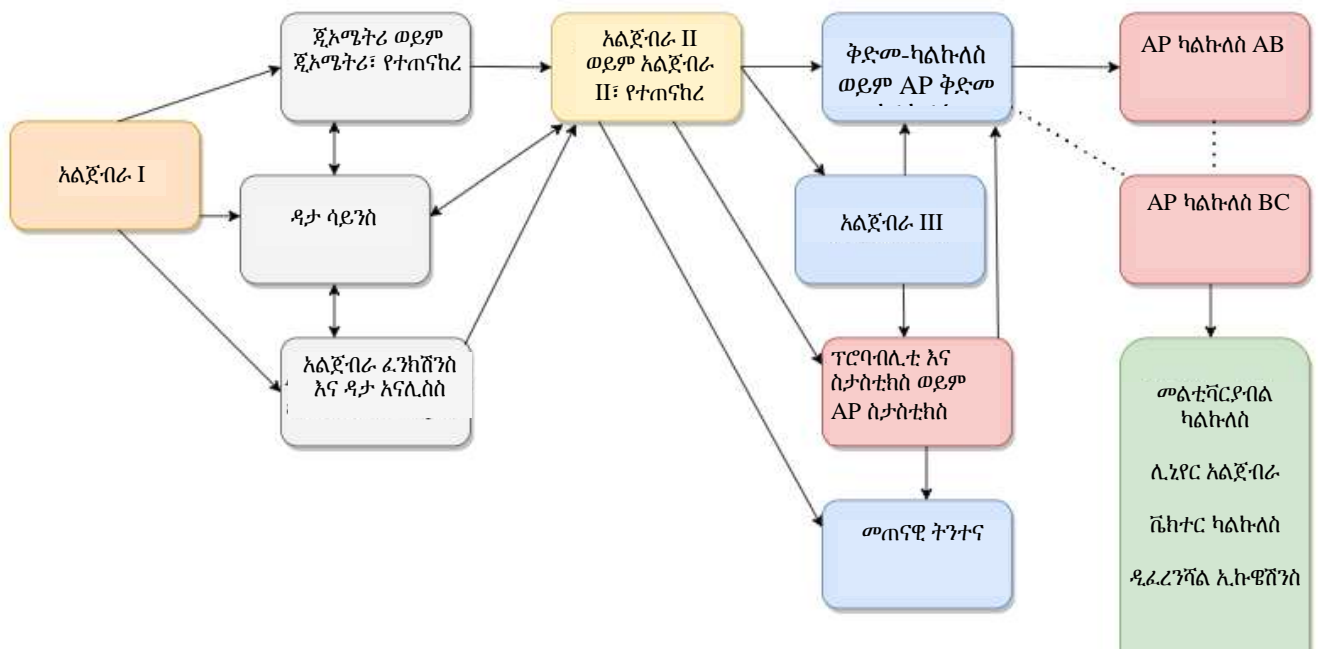 አልጀብራ I
ጂኦሜትሪ ወይም
ጂኦሜትሪ፣ የተጠናከረ
ዳታ ሳይንስ
አልጀብራ ፈንክሽንስ
እና ዳታ አናሊስስ
አልጀብራ II
ወይም አልጀብራ
II፣ የተጠናከረ
ቅድመ-ካልኩለስ
ወይም AP ቅድመ
አልጀብራ III
ፕሮባብሊቲ እና
ስታስቲክስ ወይም
AP ስታስቲክስ
መጠናዊ ትንተና
AP ካልኩለስ AB
AP ካልኩለስ BC
መልቲቫርያብል
ካልኩለስ
ሊኒየር አልጀብራ
ቬክተር ካልኩለስ
ዲፈረንሻል ኢኩዌሽንስ